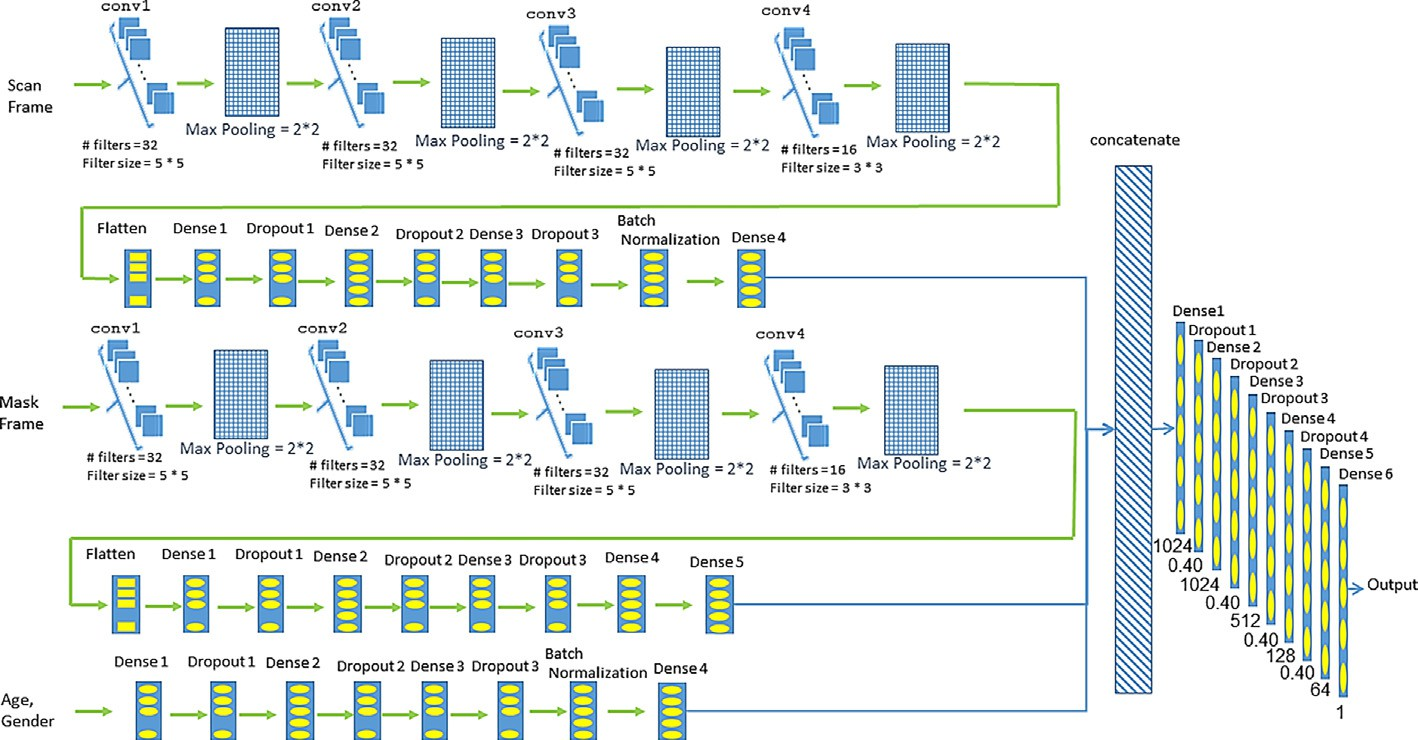 conv1
conv2
conv3
conv4
Scan
Frame
Max Pooling = 2*2
Max Pooling = 2*2
Max Pooling = 2*2
Max Pooling = 2*2
# filters =32
Filter size = 5 * 5
# filters =32
Filter size = 5 * 5
# filters =32
Filter size = 5 * 5
# filters =16
Filter size = 3 * 3
concatenate
Flatten
Dense 1
Dropout 1
Dense 2
Dropout 2
Dense 3
Dropout 3
Batch
Normalization
Dense 4
conv1
conv2
conv3
conv4
Mask
Frame
Max Pooling = 2*2
Max Pooling = 2*2
Max Pooling = 2*2
Max Pooling = 2*2
# filters =32
Filter size = 5 * 5
# filters =32
Filter size = 5 * 5
# filters =32
Filter size = 5 * 5
# filters =16
Filter size = 3 * 3
Flatten
Dense 1
Dropout 1
Dense 2
Dropout 2
Dense 3
Dropout 3
Dense 4
Dense 5
Age,
Gender
Dense 1
Dropout 1
Dense 2
Dropout 2
Dense 3
Dropout 3
Batch
Normalization
Dense 4
Dense1
Dropout 1
Dense 2
Dropout 2
Dense 3
Dropout 3
Dense 4
Dropout 4
Dense 5
Dense 6
1024
0.40
1024
0.40
512
0.40
128
0.40
64
1
Output